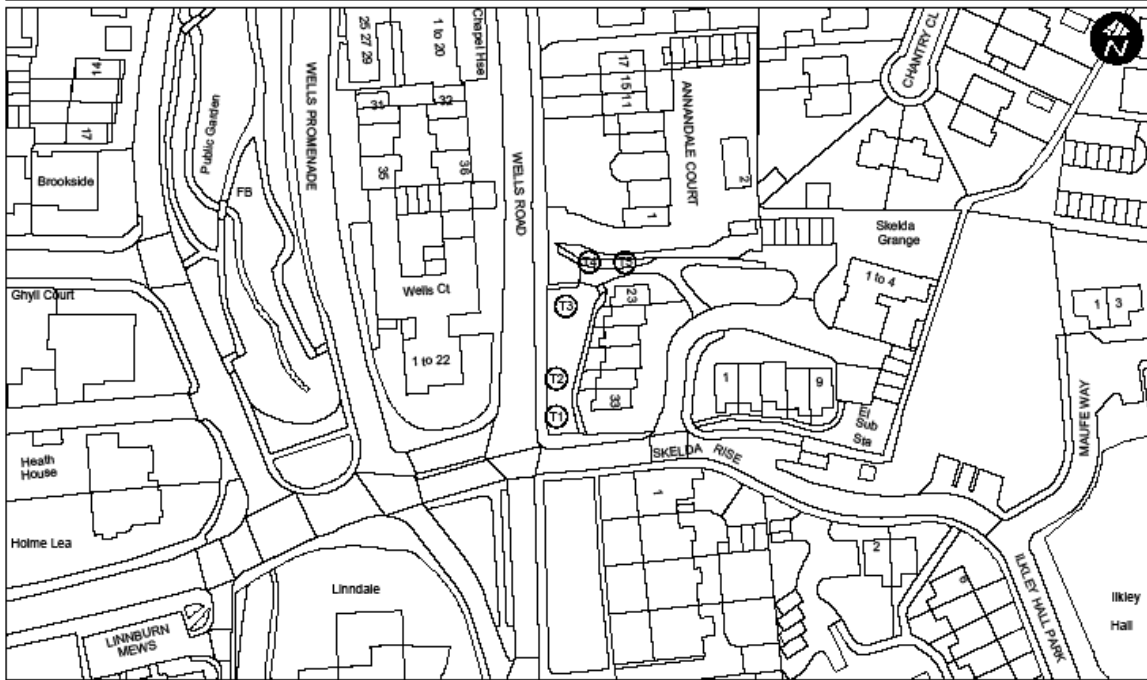 25 27 29
1 to 20
Chapel Hse
CHANTRY CL
N
14
17
Public Garden
WELLS PROMENADE
31
32
17
15
11
ANNANDALE COURT
2
Brookside
FB
35
36
WELLS ROAD
1
Skelda
Grange
1 to 4
Ghyll Court
Wells Ct
T4
T3
23
1 3
1 to 22
T2
1
9
33
T1
El
Sub
Sta
MAUFE WAY
Heath
House
SKELDA RISE
1
Holme Lea
2
Linndale
8
ILKLEY HALL PARK
Ilkley
Hall
LINNBURN
MEWS